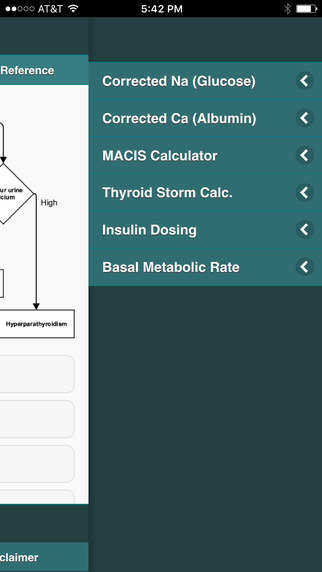 AT&T 5:42 PM
Reference
Corrected Na (Glucose)
Corrected Ca (Albumin)
MACIS Calculator
Thyroid Storm Calc.
Insulin Dosing
Basal Metabolic Rate
ur urine
cium
High
Hyperparathyroidism
claimer